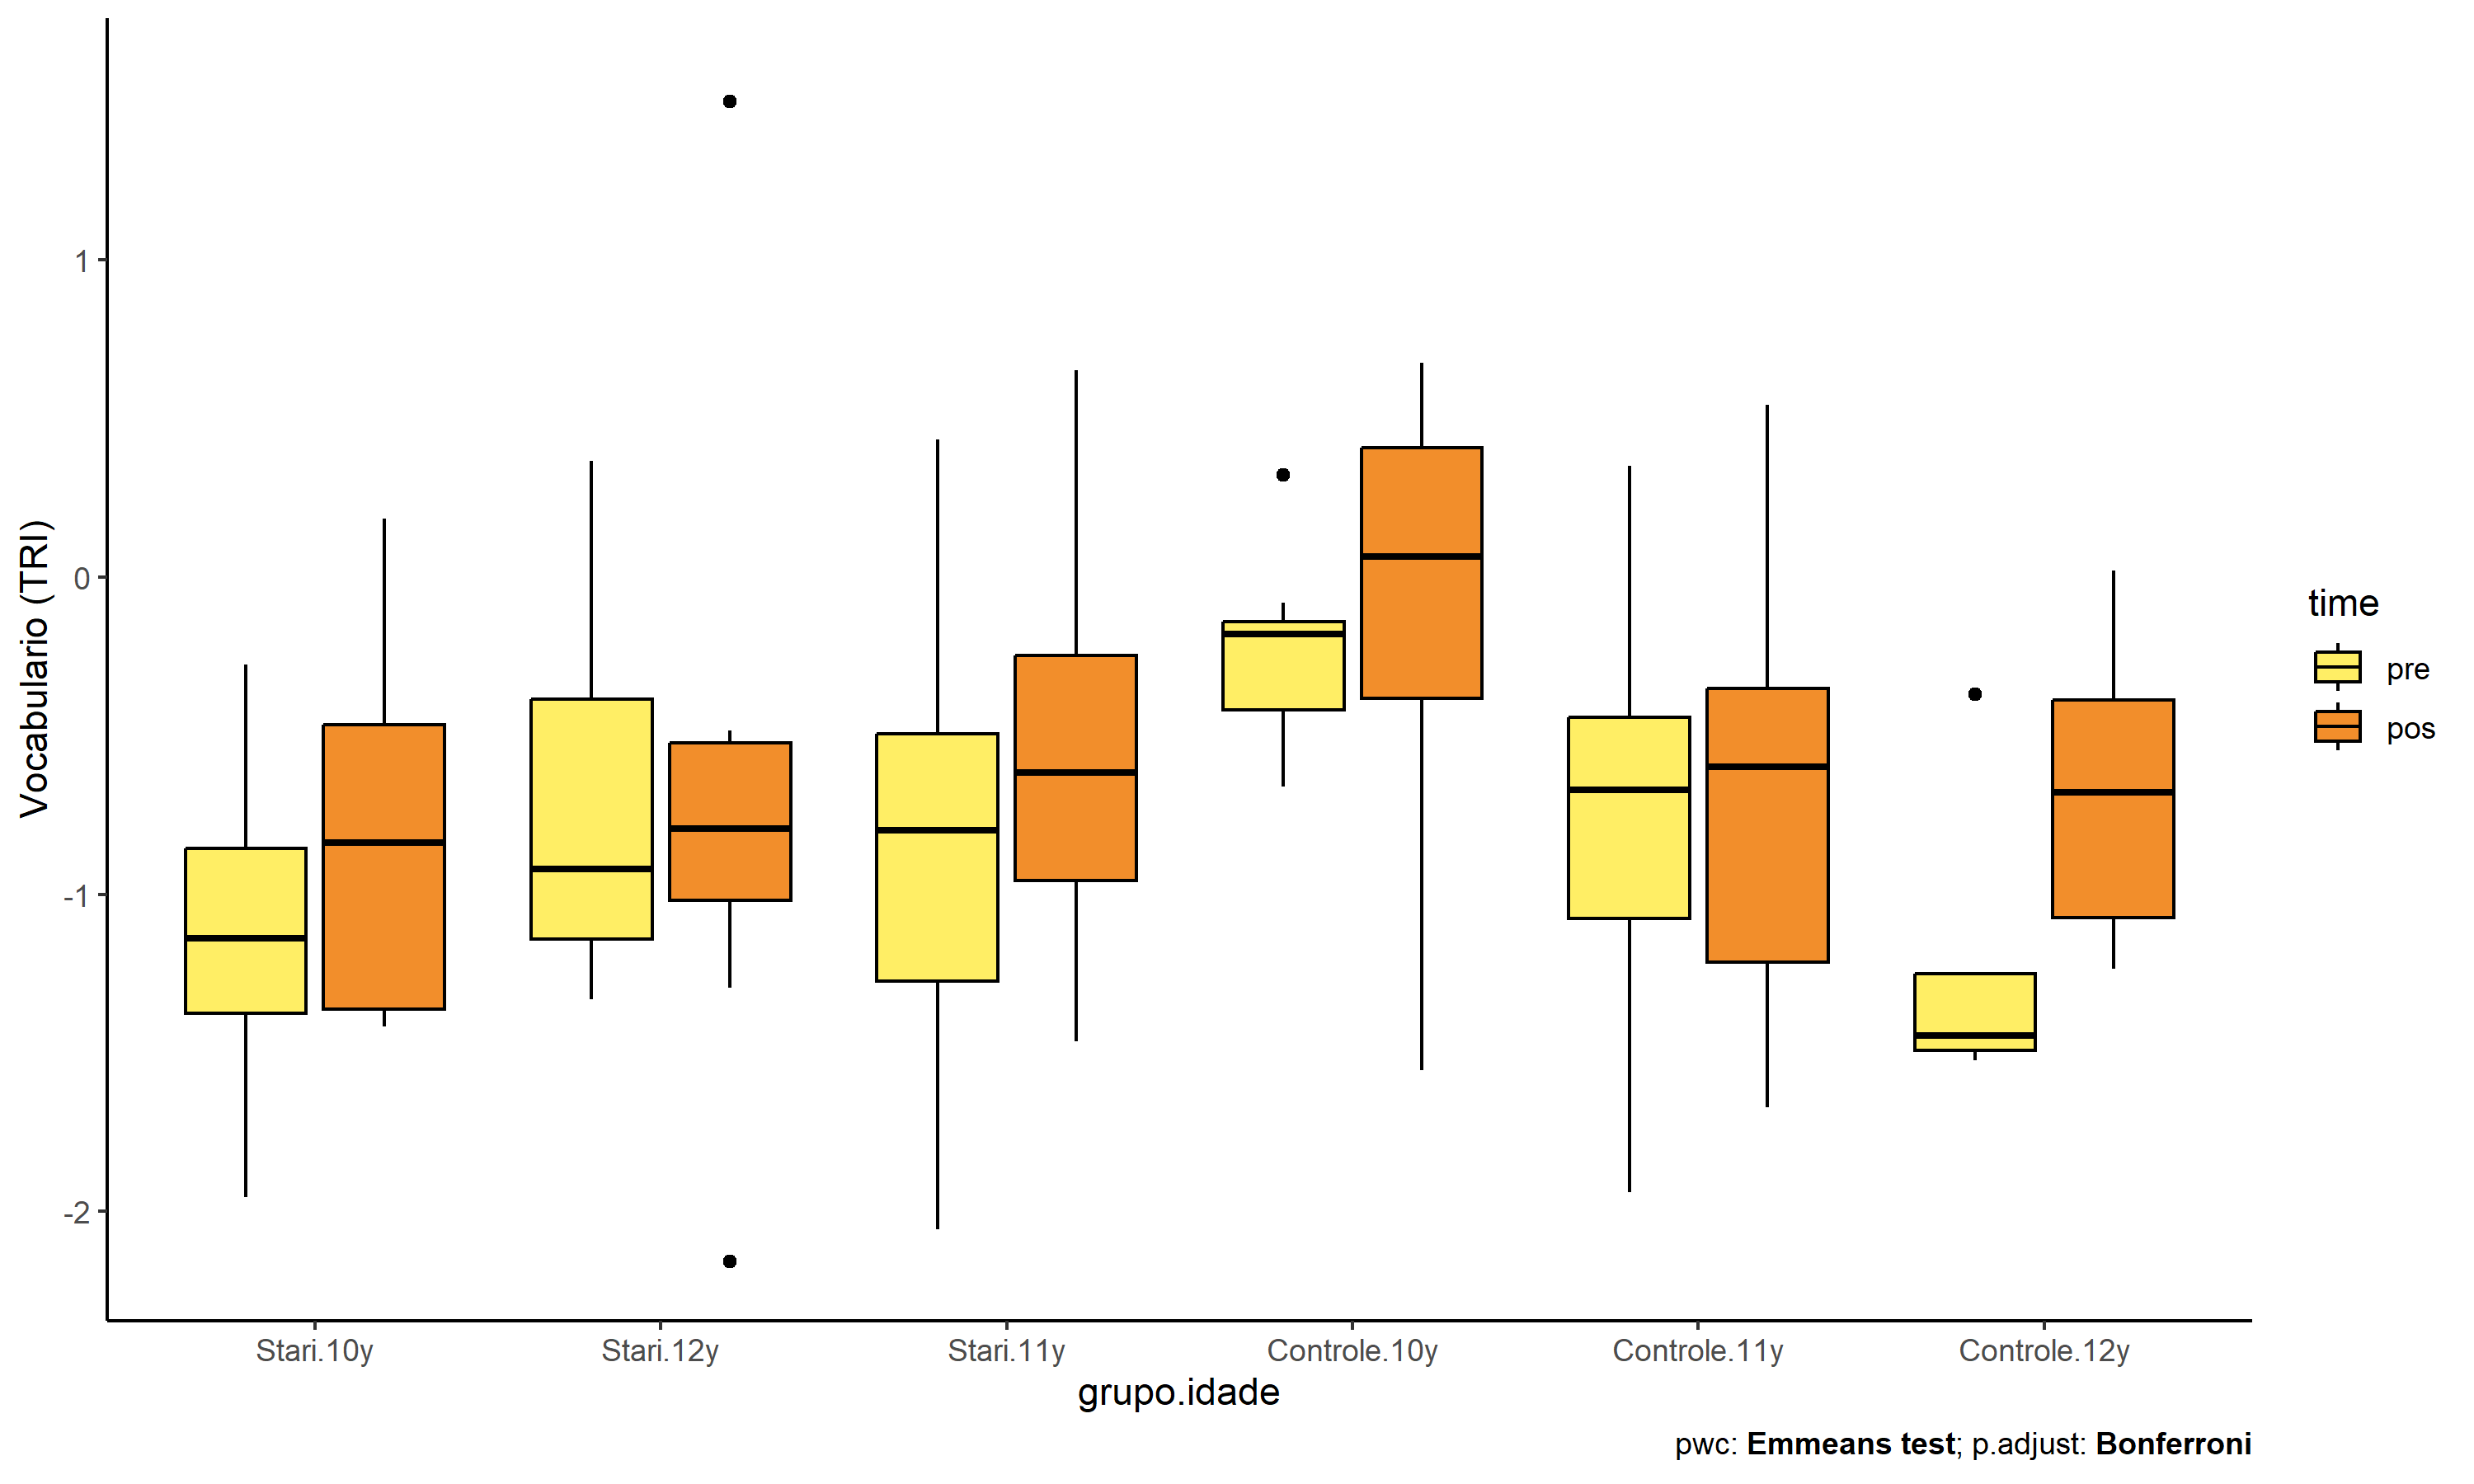 Vocabulario (TRI)
1
0
-1
-2
Stari.10y
Stari.12y
Stari.11y
Controle.10y
Controle.11y
Controle.12y
grupo.idade
time
pre
pos
pwc: Emmeans test; p.adjust: Bonferroni